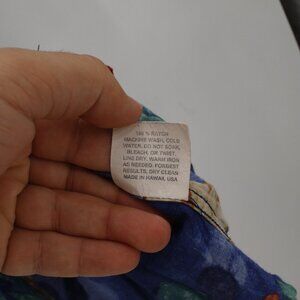 100 % RAYON
MACHINE WASH, COLD
WATER, DO NOT SOAK,
BLEACH, OR TWIST,
LINE DRY, WARM IRON
AS NEEDED. FOR BEST
RESULTS, DRY CLEAN
MADE IN HAWAII, USA